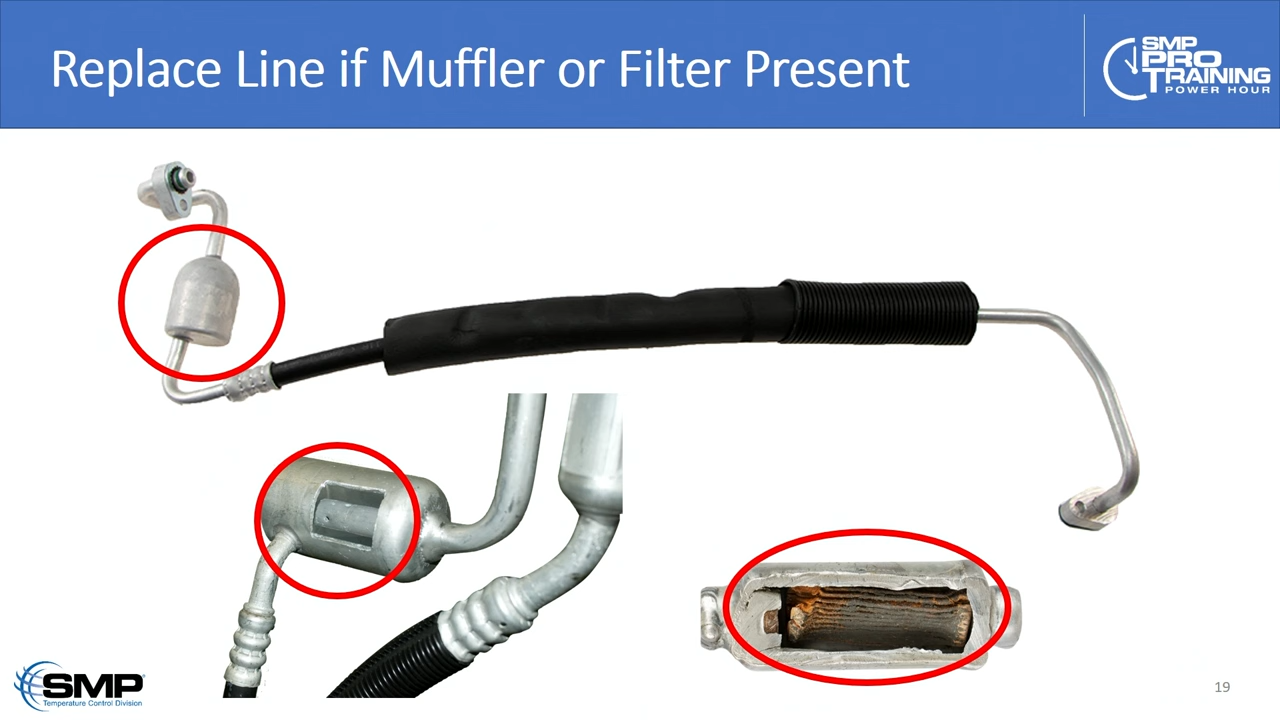 Replace Line if Muffler or Filter Present
SMP
PRO
TRAINING
POWER HOUR
SMP
Temperature Control Division
19